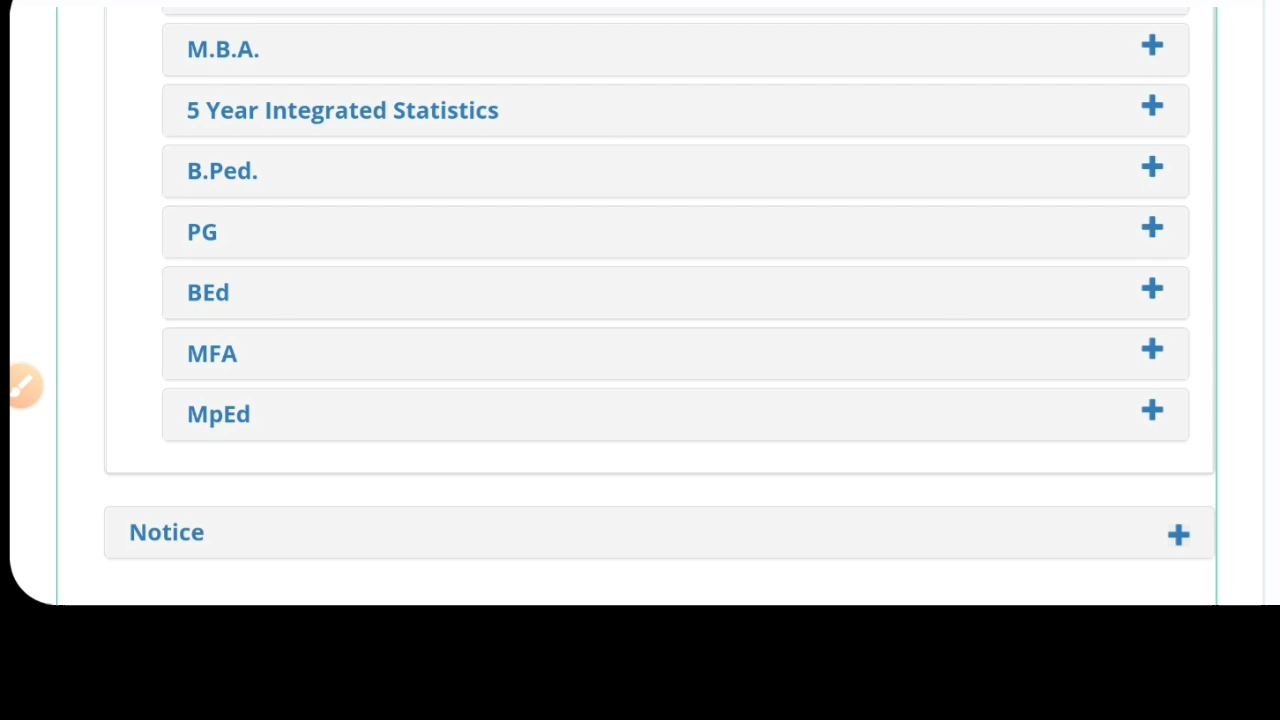 M.B.A.
5 Year Integrated Statistics
B.Ped.
PG
BEd
MFA
MpEd
Notice